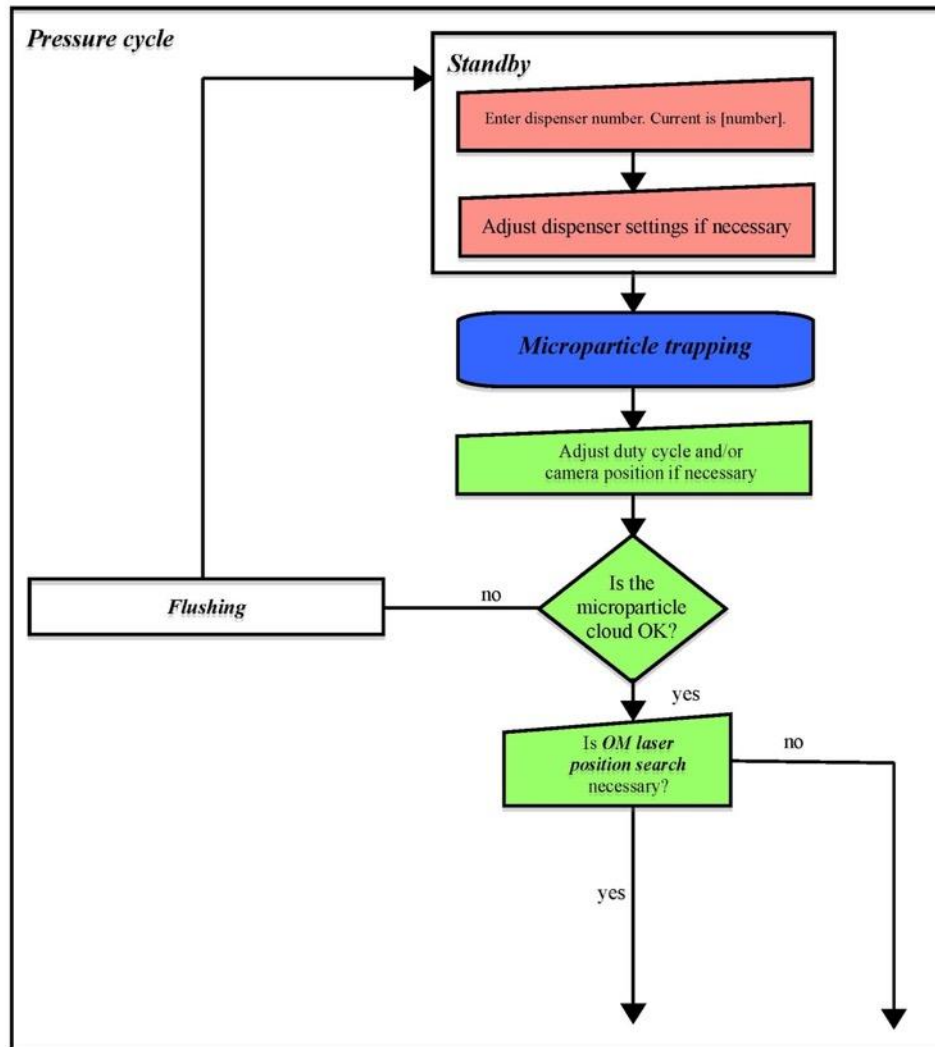 Pressure cycle
Standby
Enter dispenser number. Current is [number].
Adjust dispenser settings if necessary
Microparticle trapping
Adjust duty cycle and/or
camera position if necessary
Is the
microparticle
cloud OK?
no
Flushing
yes
Is OM laser
position search
necessary?
no
yes